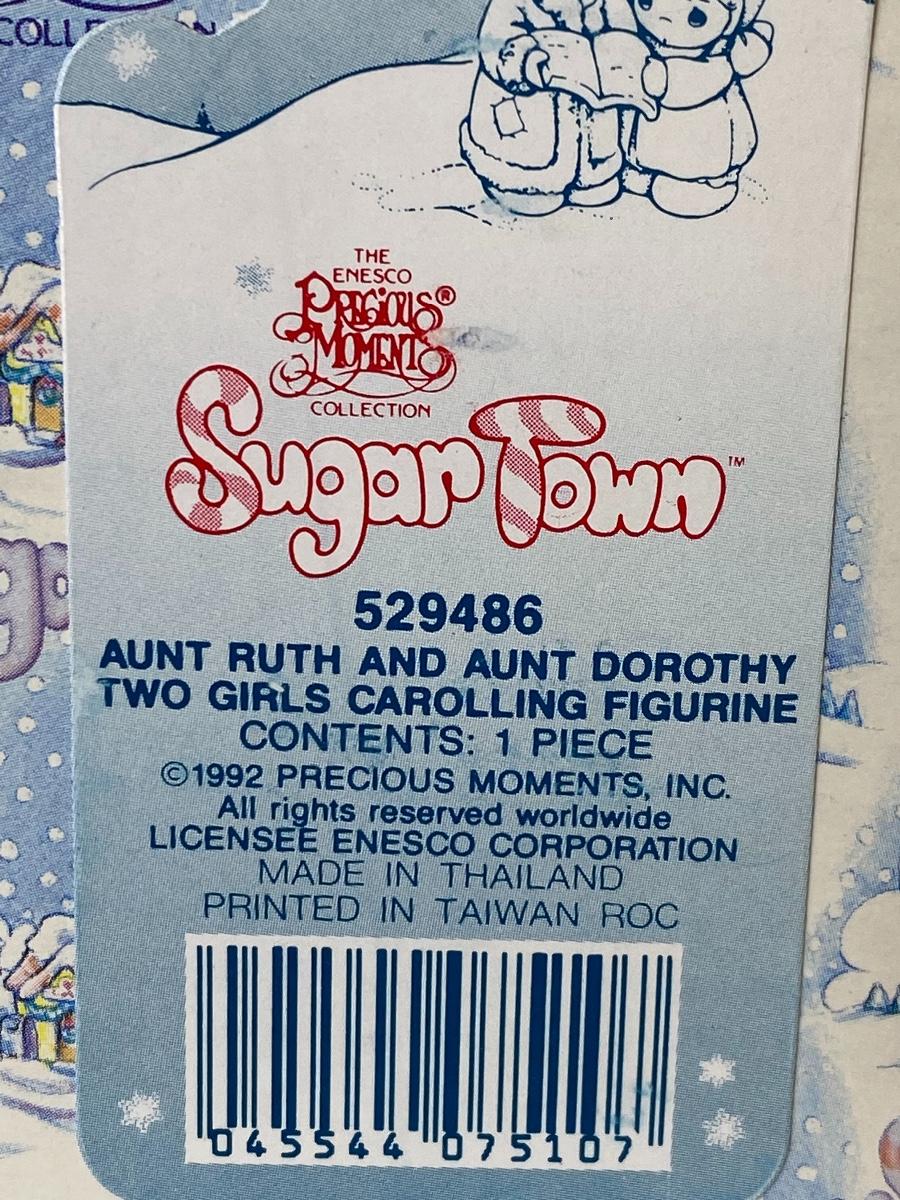 COLLECTION
THE
ENESCO
PRECIOUS®
MOMENTS
COLLECTION
Sugar Town™
529486
AUNT RUTH AND AUNT DOROTHY
TWO GIRLS CAROLLING FIGURINE
CONTENTS: 1 PIECE
©1992 PRECIOUS MOMENTS, INC.
All rights reserved worldwide
LICENSEE ENESCO CORPORATION
MADE IN THAILAND
PRINTED IN TAIWAN ROC
045544 075107